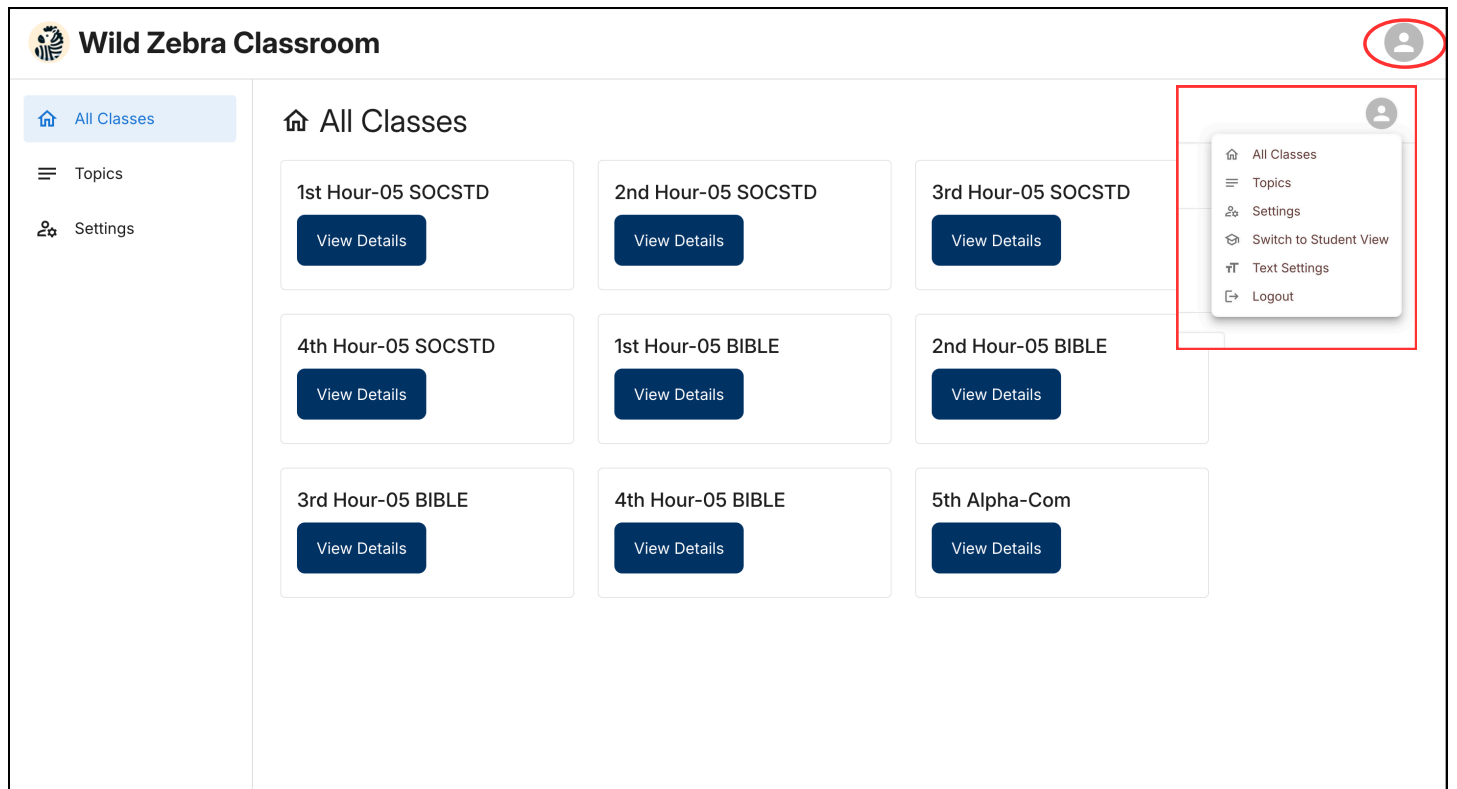 Wild Zebra Classroom
All Classes
Topics
Settings
All Classes
1st Hour-05 SOCSTD
View Details
2nd Hour-05 SOCSTD
View Details
3rd Hour-05 SOCSTD
View Details
4th Hour-05 SOCSTD
View Details
1st Hour-05 BIBLE
View Details
2nd Hour-05 BIBLE
View Details
3rd Hour-05 BIBLE
View Details
4th Hour-05 BIBLE
View Details
5th Alpha-Com
View Details
All Classes
Topics
Settings
Switch to Student View
Text Settings
Logout